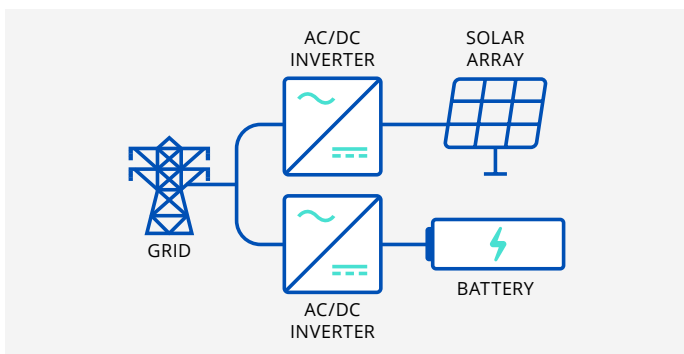 AC/DC
INVERTER
SOLAR
ARRAY
GRID
BATTERY
AC/DC
INVERTER